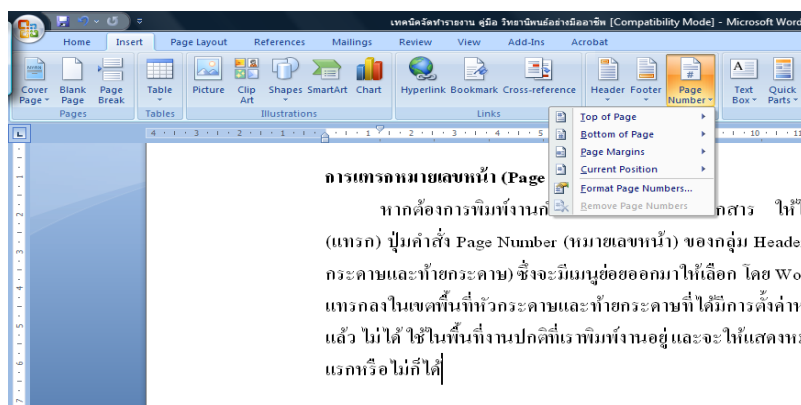 เทคนิคจัดทำรายงาน คู่มือ วิทยานิพนธ์อย่างมืออาชีพ [Compatibility Mode] - Microsoft Word
Home Insert Page Layout References Mailings Review View Add-Ins Acrobat
Cover Page Blank Page Page Break Table Picture Clip Art Shapes SmartArt Chart Hyperlink Bookmark Cross-reference Header Footer Page Number Text Box Quick Parts
Pages Tables Illustrations Links
Top of Page
Bottom of Page
Page Margins
Current Position
Format Page Numbers...
Remove Page Numbers
การแทรกหมายเลขหน้า (Page
หากต้องการพิมพ์งาน กสาร ให้
(แทรก) ปุ่มคำสั่ง Page Number (หมายเลขหน้า) ของกลุ่ม Heade
กระดาษและท้ายกระดาษ) ซึ่งจะมีเมนูย่อยออกมาให้เลือก โดย Wo
แทรกลงในเขตพื้นที่หัวกระดาษและท้ายกระดาษที่ได้มีการตั้งค่าห
แล้ว ไม่ได้ ใช้ในพื้นที่งานปกติที่เราพิมพ์งานอยู่ และจะให้แสดงหม
แรกหรือไม่ก็ได้